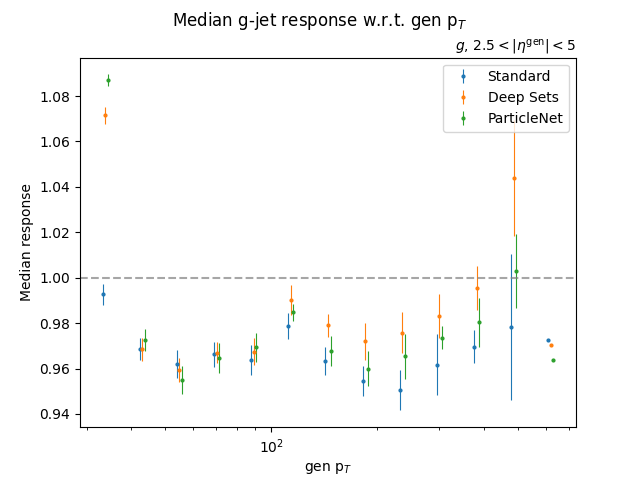 Median g-jet response w.r.t. gen p_T
g, 2.5 < |η^gen| < 5
Standard
Deep Sets
ParticleNet
Median response
1.08
1.06
1.04
1.02
1.00
0.98
0.96
0.94
10^2
gen p_T